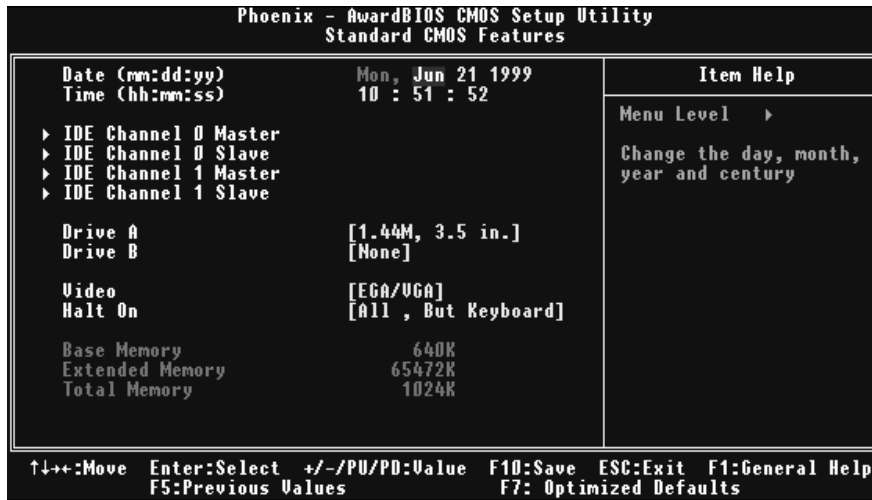 Phoenix - AwardBIOS CMOS Setup Utility
Standard CMOS Features
Date (mm:dd:yy) Mon, Jun 21 1999
Time (hh:mm:ss) 10 : 51 : 52
▸ IDE Channel 0 Master
▸ IDE Channel 0 Slave
▸ IDE Channel 1 Master
▸ IDE Channel 1 Slave
Drive A [1.44M, 3.5 in.]
Drive B [None]
Video [EGA/VGA]
Halt On [All , But Keyboard]
Base Memory 640K
Extended Memory 65472K
Total Memory 1024K
Item Help
Menu Level ▸
Change the day, month,
year and century
↑↓→←:Move Enter:Select +/-/PU/PD:Value F10:Save ESC:Exit F1:General Help
F5:Previous Values F7: Optimized Defaults